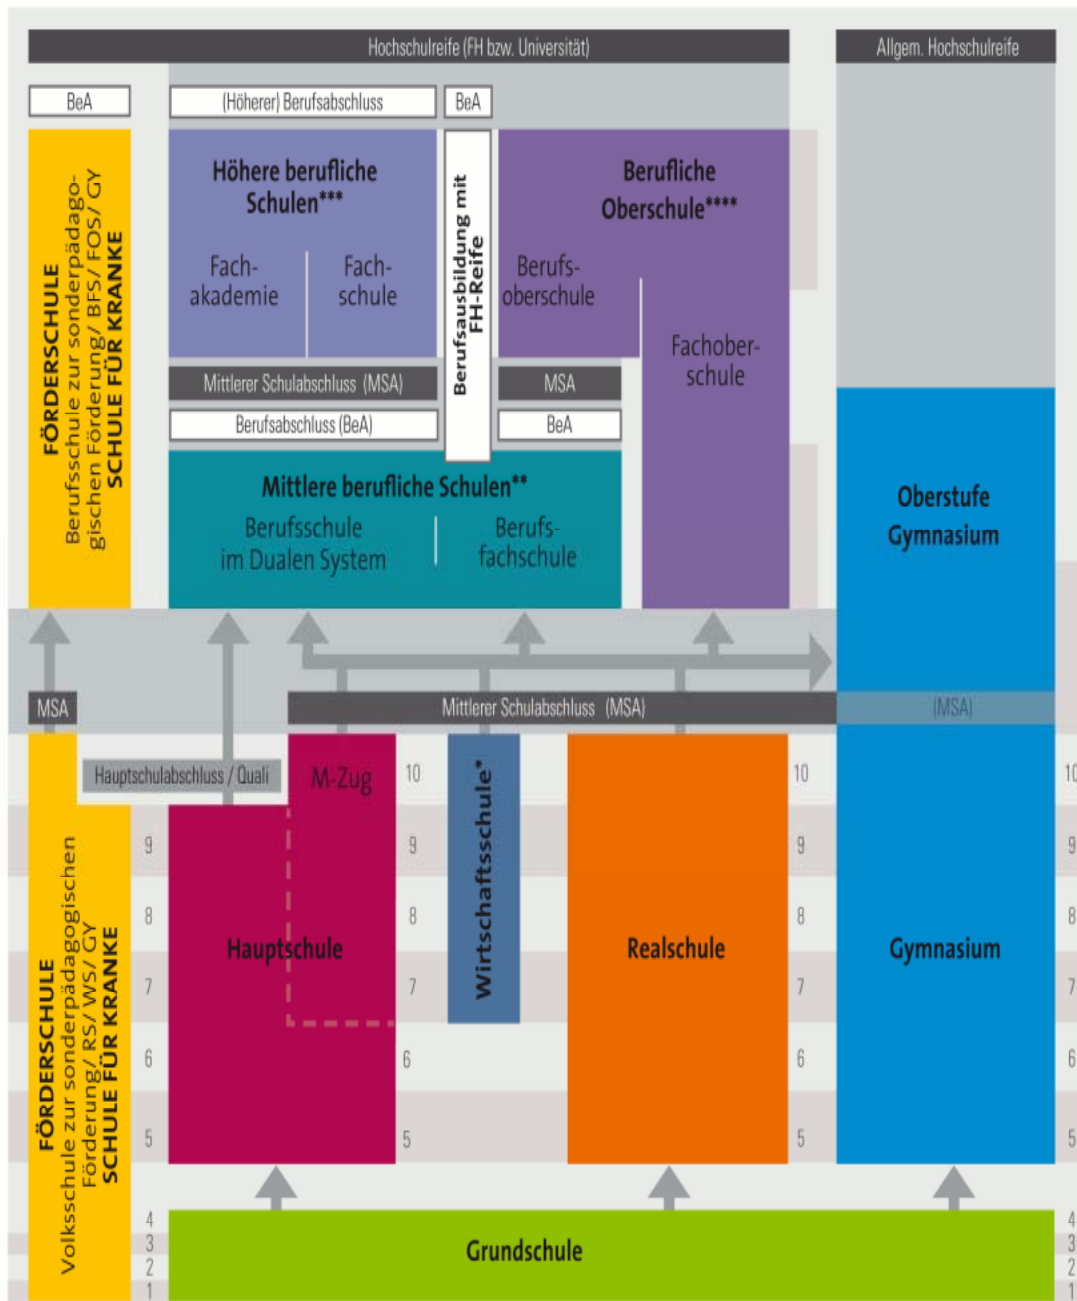 Hochschulreife (FH bzw. Universität)
Allgem. Hochschulreife
BeA
(Höherer) Berufsabschluss
BeA
FÖRDERSCHULE
Berufsschule zur sonderpädago-
gischen Förderung/ BFS/ FOS/ GY
SCHULE FÜR KRANKE
Höhere berufliche
Schulen***
Fach-
akademie
Fach-
schule
Berufsausbildung mit
FH-Reife
Berufliche
Oberschule****
Berufs-
oberschule
Fachober-
schule
Mittlerer Schulabschluss (MSA)
MSA
Berufsabschluss (BeA)
BeA
Mittlere berufliche Schulen**
Berufsschule
im Dualen System
Berufs-
fachschule
Oberstufe
Gymnasium
MSA
Mittlerer Schulabschluss (MSA)
(MSA)
Hauptschulabschluss / Quali
M-Zug
10
10
10
FÖRDERSCHULE
Volksschule zur sonderpädagogischen
Förderung/ RS/ WS/ GY
SCHULE FÜR KRANKE
Wirtschaftsschule*
9
9
9
9
8
8
8
8
Hauptschule
Realschule
Gymnasium
7
7
7
7
6
6
6
6
5
5
5
5
4
4
3
3
Grundschule
2
2
1
1